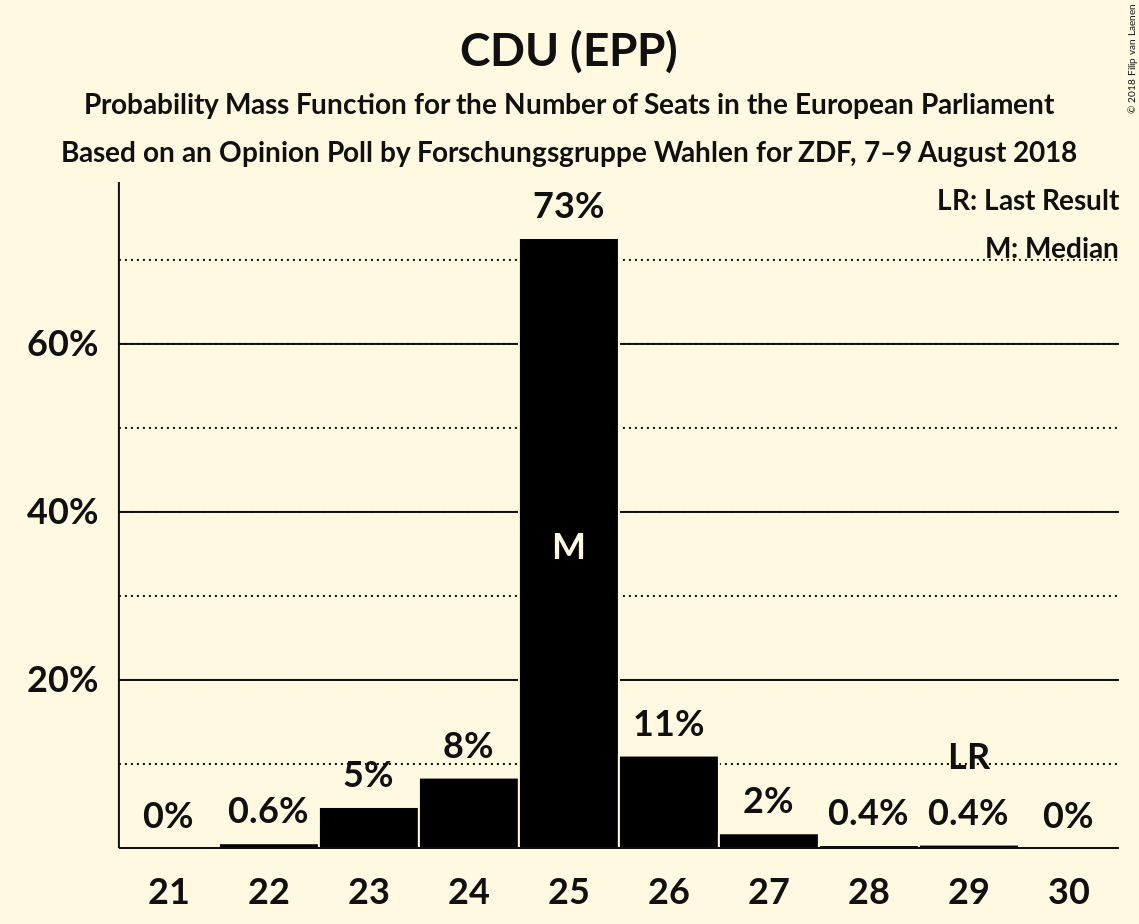 CDU (EPP)
Probability Mass Function for the Number of Seats in the European Parliament
Based on an Opinion Poll by Forschungsgruppe Wahlen for ZDF, 7–9 August 2018
© 2018 Filip van Laenen
LR: Last Result
M: Median
60%
40%
20%
0%
0.6%
5%
8%
73%
M
11%
2%
0.4%
LR
0.4%
0%
21 22 23 24 25 26 27 28 29 30